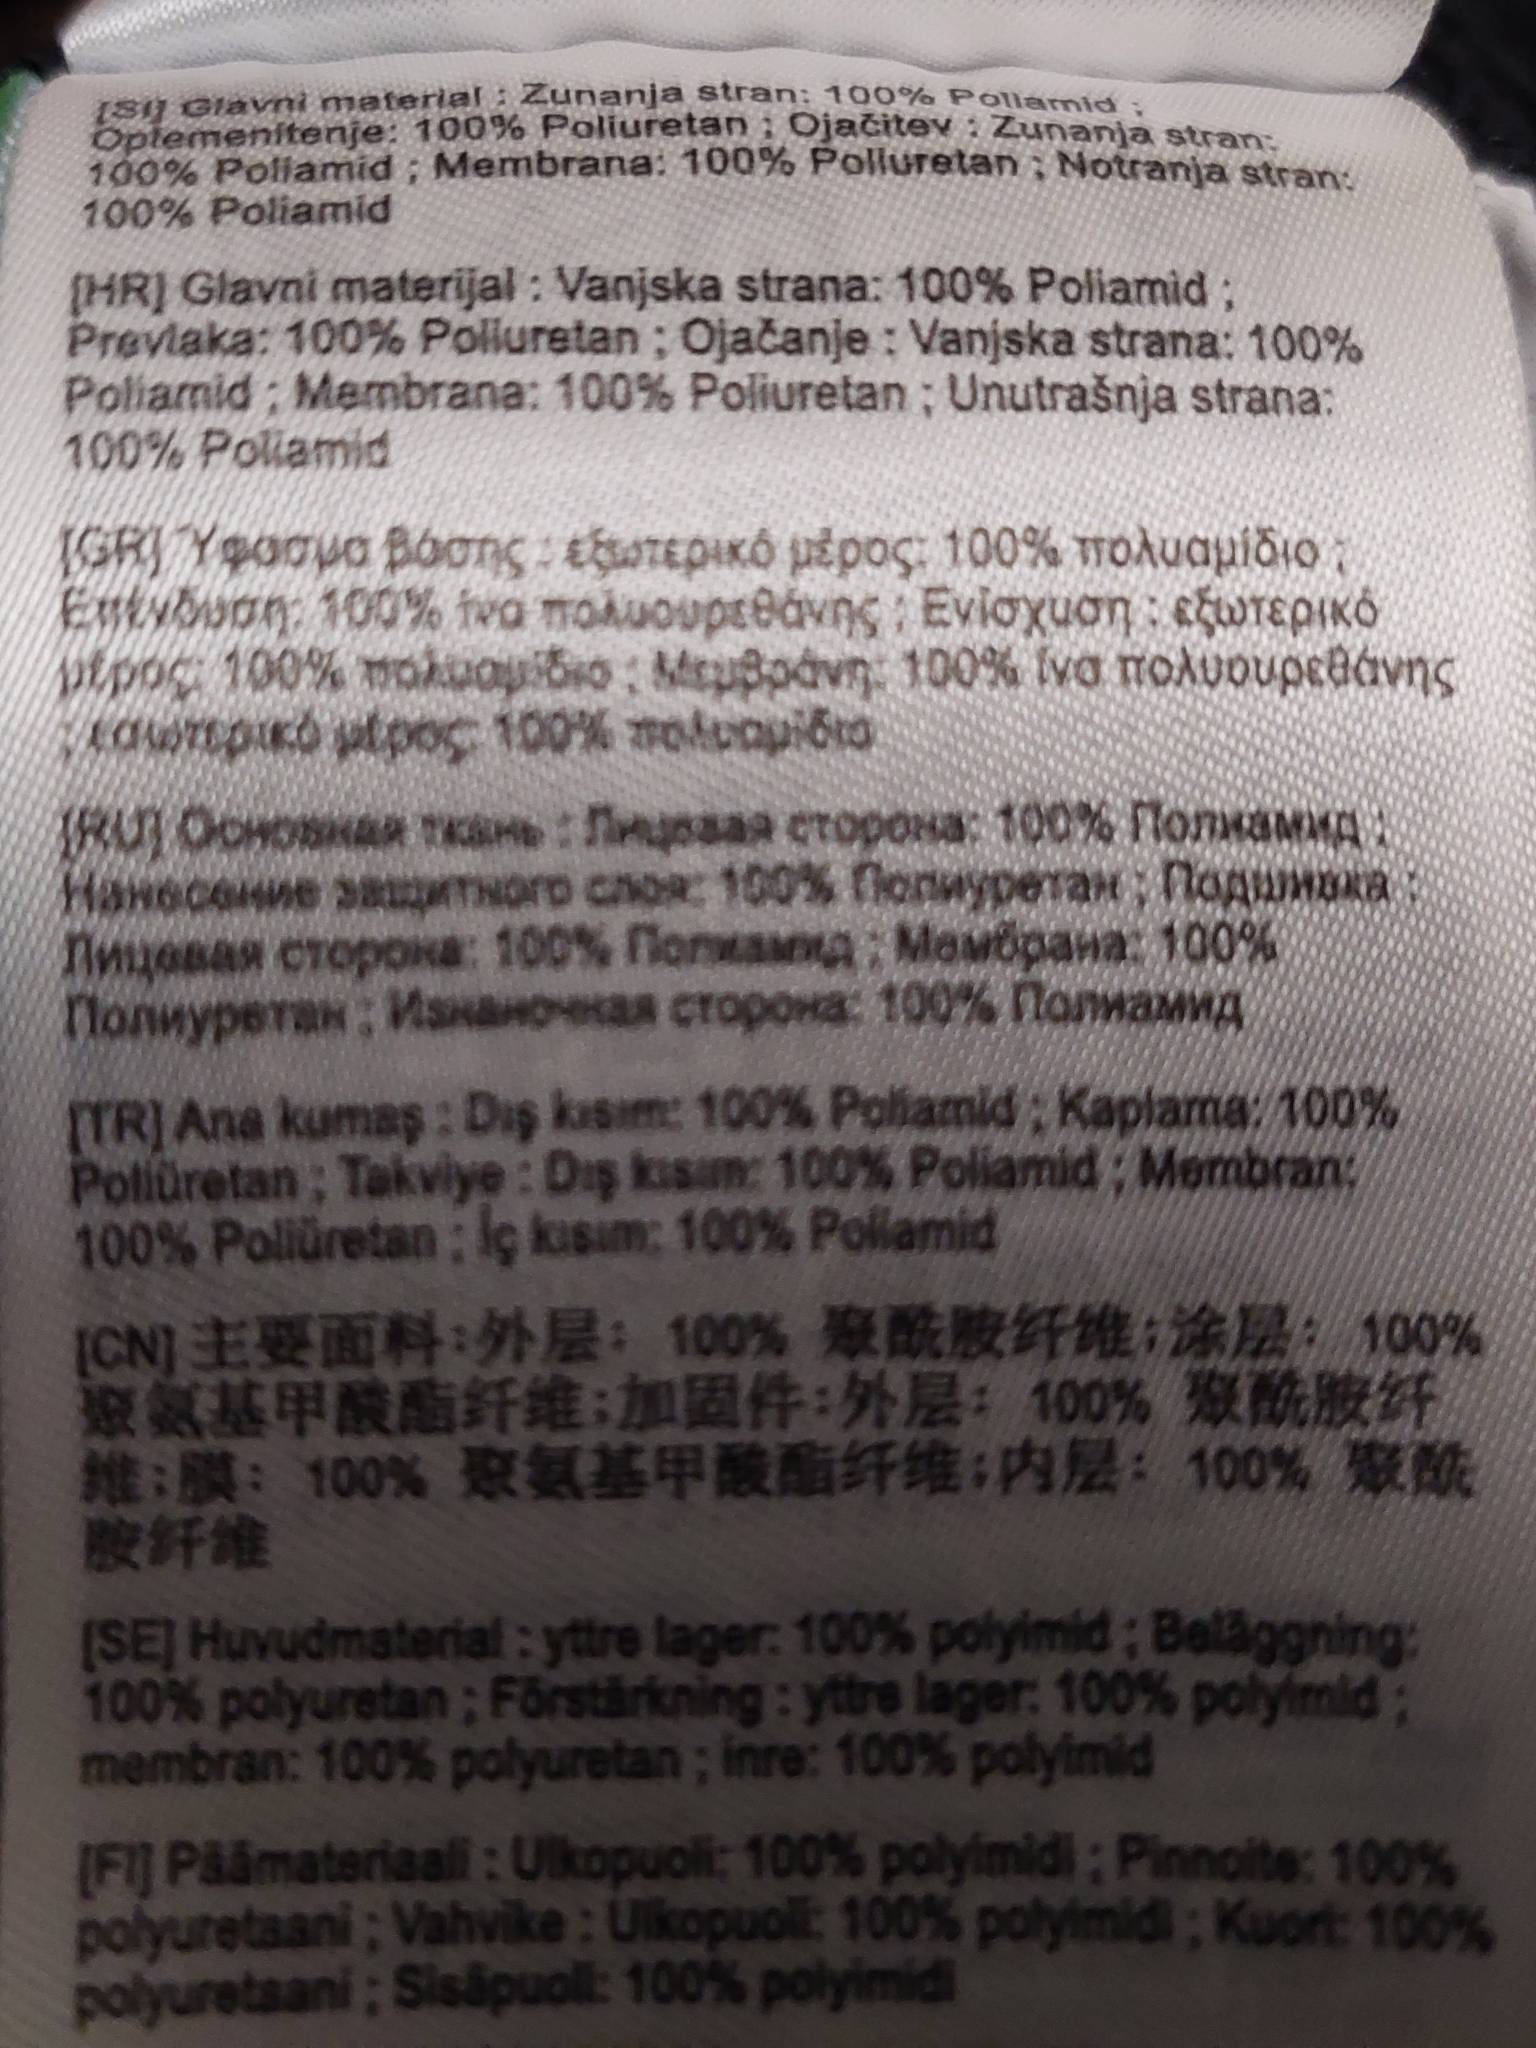 [SI] Glavni material : Zunanja stran: 100% Poliamid ;
Oplemenitenje: 100% Poliuretan ; Ojačitev : Zunanja stran:
100% Poliamid ; Membrana: 100% Poliuretan ; Notranja stran:
100% Poliamid
[HR] Glavni materijal : Vanjska strana: 100% Poliamid ;
Prevlaka: 100% Poliuretan ; Ojačanje : Vanjska strana: 100%
Poliamid ; Membrana: 100% Poliuretan ; Unutrašnja strana:
100% Poliamid
[GR] Ύφασμα βάσης : εξωτερικό μέρος: 100% πολυαμίδιο ;
Επένδυση: 100% ίνα πολυουρεθάνης ; Ενίσχυση : εξωτερικό
μέρος: 100% πολυαμίδιο ; Μεμβράνη: 100% ίνα πολυουρεθάνης
; εσωτερικό μέρος: 100% πολυαμίδιο
[RU] Основная ткань : Лицевая сторона: 100% Полиамид ;
Нанесение защитного слоя: 100% Полиуретан ; Подшивка :
Лицевая сторона: 100% Полиамид ; Мембрана: 100%
Полиуретан ; Изнаночная сторона: 100% Полиамид
[TR] Ana kumaş : Dış kısım: 100% Poliamid ; Kaplama: 100%
Poliüretan ; Takviye : Dış kısım: 100% Poliamid ; Membran:
100% Poliüretan ; İç kısım: 100% Poliamid
[CN] 主要面料:外层: 100% 聚酰胺纤维;涂层: 100%
聚氨基甲酸酯纤维;加固件:外层: 100% 聚酰胺纤
维;膜: 100% 聚氨基甲酸酯纤维;内层: 100% 聚酰
胺纤维
[SE] Huvudmaterial : yttre lager: 100% polyimid ; Beläggning:
100% polyuretan ; Förstärkning : yttre lager: 100% polyimid ;
membran: 100% polyuretan ; inre: 100% polyimid
[FI] Päämateriaali : Ulkopuoli: 100% polyimidi ; Pinnoite: 100%
polyuretaani ; Vahvike : Ulkopuoli: 100% polyimidi ; Kuori: 100%
polyuretaani ; Sisäpuoli: 100% polyimidi